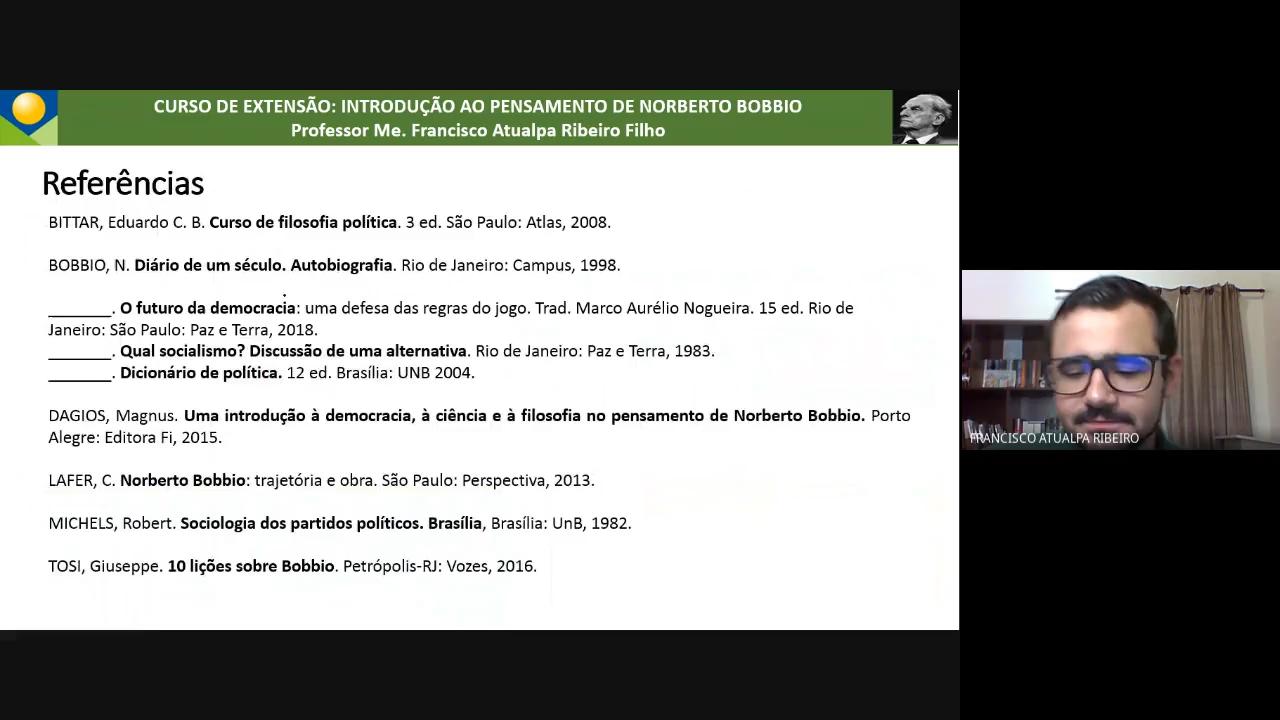 CURSO DE EXTENSÃO: INTRODUÇÃO AO PENSAMENTO DE NORBERTO BOBBIO
Professor Me. Francisco Atualpa Ribeiro Filho
Referências
BITTAR, Eduardo C. B. Curso de filosofia política. 3 ed. São Paulo: Atlas, 2008.
BOBBIO, N. Diário de um século. Autobiografia. Rio de Janeiro: Campus, 1998.
_______. O futuro da democracia: uma defesa das regras do jogo. Trad. Marco Aurélio Nogueira. 15 ed. Rio de
Janeiro: São Paulo: Paz e Terra, 2018.
_______. Qual socialismo? Discussão de uma alternativa. Rio de Janeiro: Paz e Terra, 1983.
_______. Dicionário de política. 12 ed. Brasília: UNB 2004.
DAGIOS, Magnus. Uma introdução à democracia, à ciência e à filosofia no pensamento de Norberto Bobbio. Porto
Alegre: Editora Fi, 2015.
LAFER, C. Norberto Bobbio: trajetória e obra. São Paulo: Perspectiva, 2013.
MICHELS, Robert. Sociologia dos partidos políticos. Brasília, Brasília: UnB, 1982.
TOSI, Giuseppe. 10 lições sobre Bobbio. Petrópolis-RJ: Vozes, 2016.
FRANCISCO ATUALPA RIBEIRO